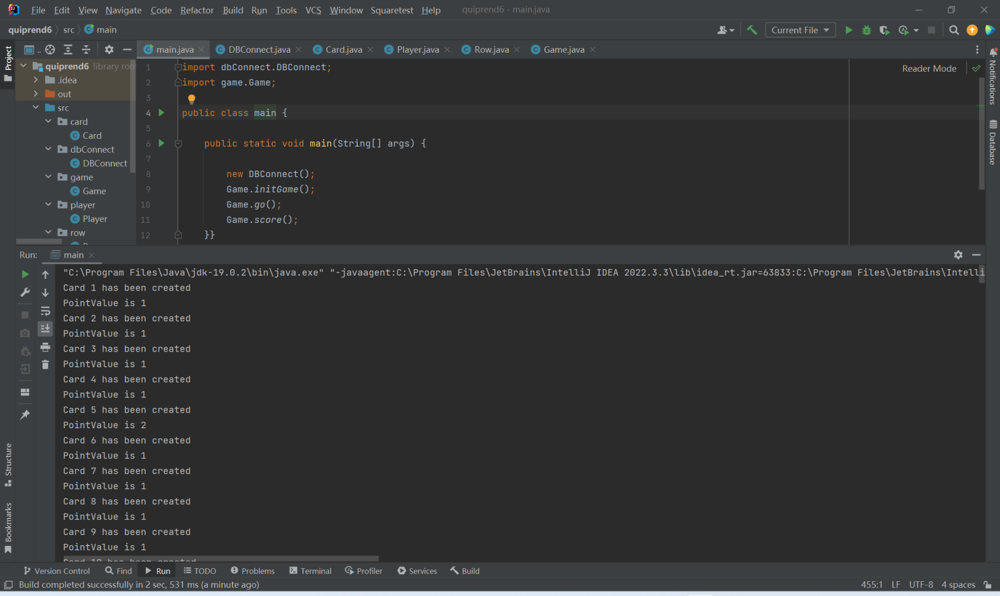 File Edit View Navigate Code Refactor Build Run Tools VCS Window Squaretest Help quiprend6 - main.java
quiprend6 src main Current File
Project
main.java DBConnect.java Card.java Player.java Row.java Game.java
quiprend6 library roo
.idea
out
src
card
Card
dbConnect
DBConnect
game
Game
player
Player
row
1 import dbConnect.DBConnect;
2 import game.Game;
3
4 public class main {
5
6 public static void main(String[] args) {
7
8 new DBConnect();
9 Game.initGame();
10 Game.go();
11 Game.score();
12 }}
Reader Mode
Notifications
Database
Run: main
"C:\Program Files\Java\jdk-19.0.2\bin\java.exe" "-javaagent:C:\Program Files\JetBrains\IntelliJ IDEA 2022.3.3\lib\idea_rt.jar=63833:C:\Program Files\JetBrains\Intelli
Card 1 has been created
PointValue is 1
Card 2 has been created
PointValue is 1
Card 3 has been created
PointValue is 1
Card 4 has been created
PointValue is 1
Card 5 has been created
PointValue is 2
Card 6 has been created
PointValue is 1
Card 7 has been created
PointValue is 1
Card 8 has been created
PointValue is 1
Card 9 has been created
PointValue is 1
Card 10 has been created
Structure
Bookmarks
Version Control Find Run TODO Problems Terminal Profiler Services Build
Build completed successfully in 2 sec, 531 ms (a minute ago) 455:1 LF UTF-8 4 spaces